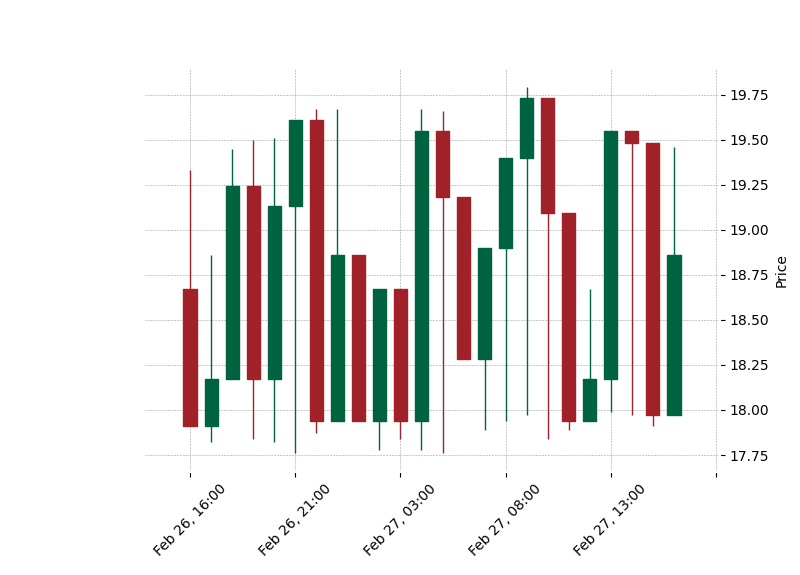 19.75
19.50
19.25
19.00
18.75
18.50
18.25
18.00
17.75
Price
Feb 26, 16:00
Feb 26, 21:00
Feb 27, 03:00
Feb 27, 08:00
Feb 27, 13:00